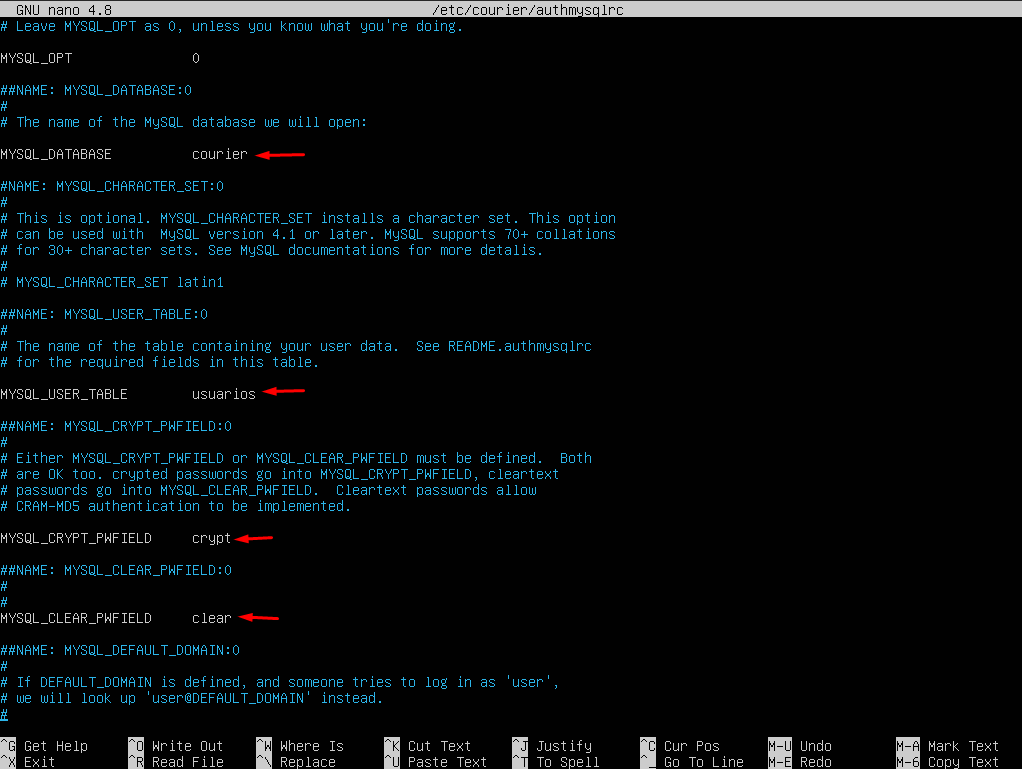 GNU nano 4.8 /etc/courier/authmysqlrc
# Leave MYSQL_OPT as 0, unless you know what you're doing.
MYSQL_OPT 0
##NAME: MYSQL_DATABASE:0
#
# The name of the MySQL database we will open:
MYSQL_DATABASE courier
#NAME: MYSQL_CHARACTER_SET:0
#
# This is optional. MYSQL_CHARACTER_SET installs a character set. This option
# can be used with  MySQL version 4.1 or later. MySQL supports 70+ collations
# for 30+ character sets. See MySQL documentations for more detalis.
#
# MYSQL_CHARACTER_SET latin1
##NAME: MYSQL_USER_TABLE:0
#
# The name of the table containing your user data.  See README.authmysqlrc
# for the required fields in this table.
MYSQL_USER_TABLE usuarios
##NAME: MYSQL_CRYPT_PWFIELD:0
#
# Either MYSQL_CRYPT_PWFIELD or MYSQL_CLEAR_PWFIELD must be defined.  Both
# are OK too. crypted passwords go into MYSQL_CRYPT_PWFIELD, cleartext
# passwords go into MYSQL_CLEAR_PWFIELD.  Cleartext passwords allow
# CRAM-MD5 authentication to be implemented.
MYSQL_CRYPT_PWFIELD crypt
##NAME: MYSQL_CLEAR_PWFIELD:0
#
#
MYSQL_CLEAR_PWFIELD clear
##NAME: MYSQL_DEFAULT_DOMAIN:0
#
# If DEFAULT_DOMAIN is defined, and someone tries to log in as 'user',
# we will look up 'user@DEFAULT_DOMAIN' instead.
#
^G Get Help ^O Write Out ^W Where Is ^K Cut Text ^J Justify ^C Cur Pos M-U Undo M-A Mark Text
^X Exit ^R Read File ^\ Replace ^U Paste Text ^T To Spell ^_ Go To Line M-E Redo M-6 Copy Text